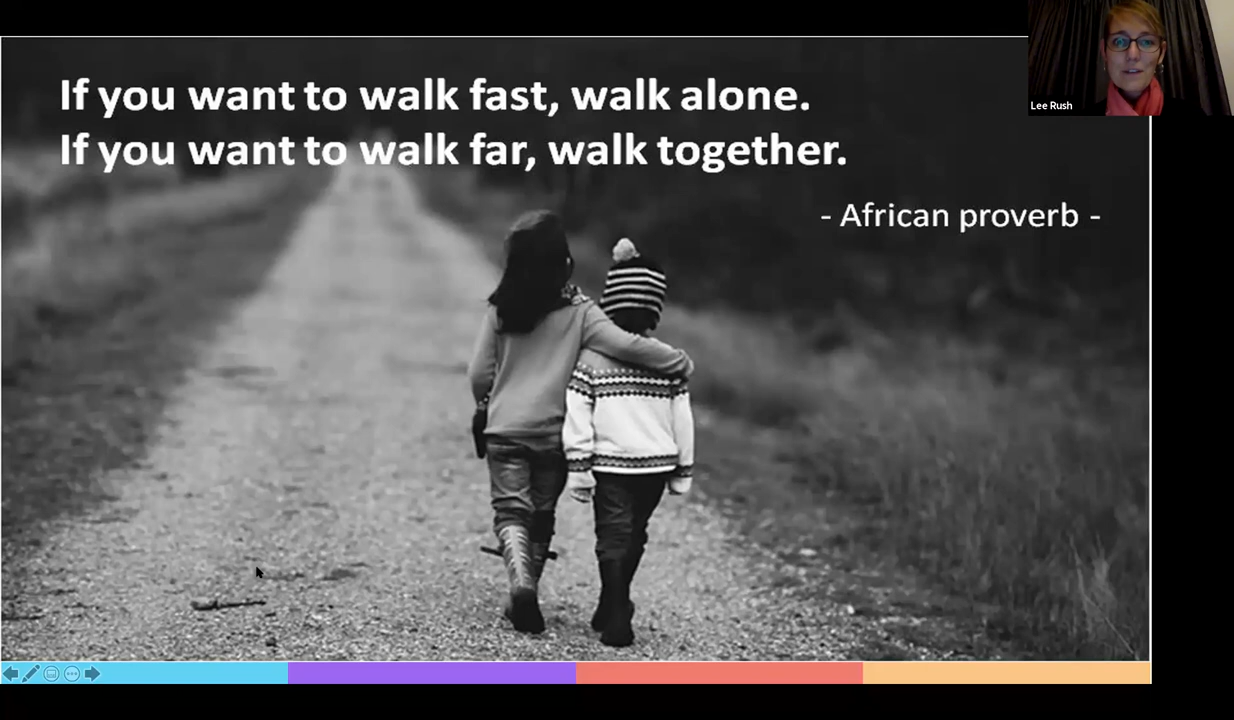 If you want to walk fast, walk alone.
If you want to walk far, walk together.
- African proverb -
Lee Rush